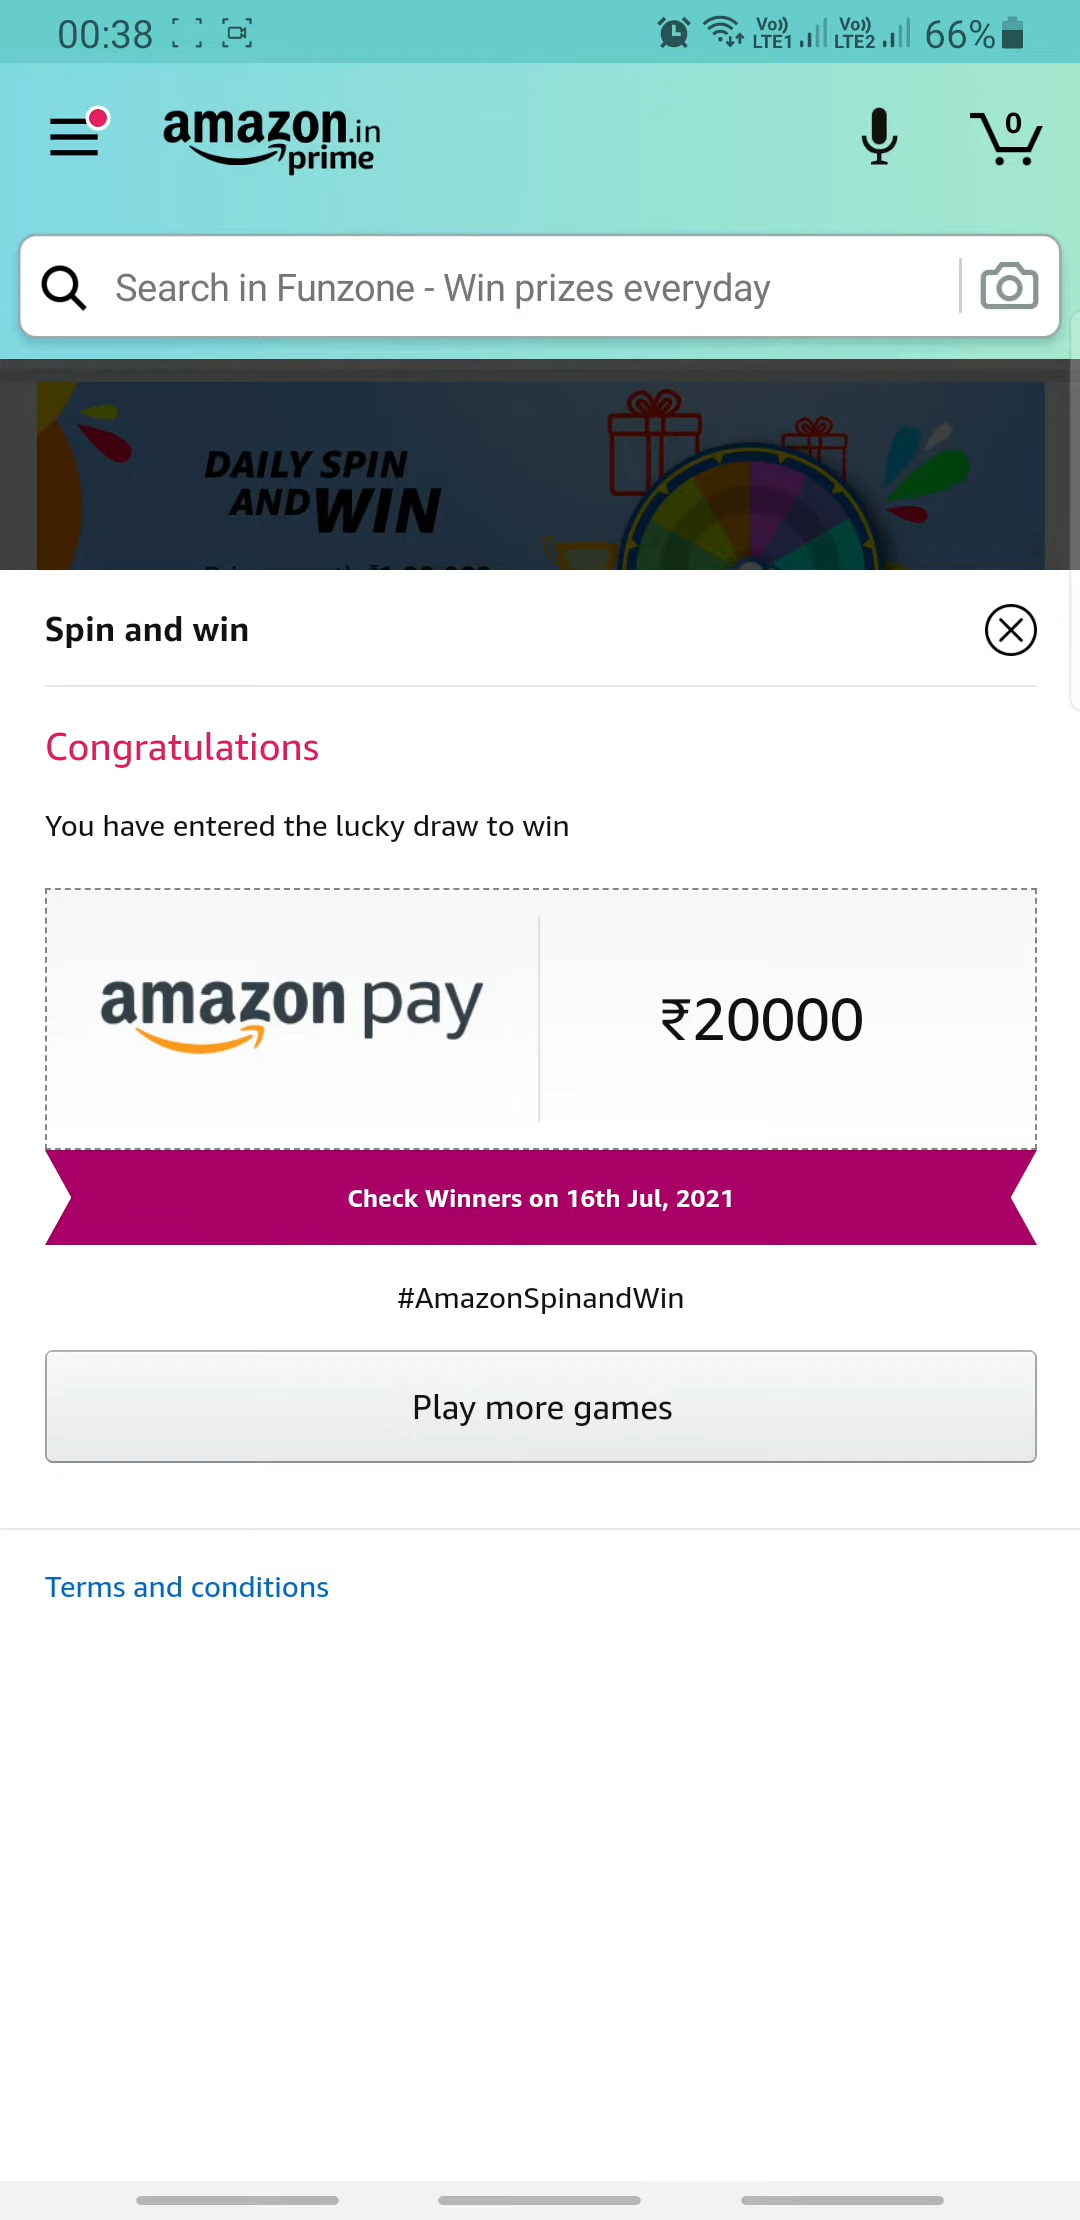 00:38
Vo)) LTE1 Vo)) LTE2 66%
amazon.in
prime
0
Search in Funzone - Win prizes everyday
DAILY SPIN
AND WIN
Spin and win
Congratulations
You have entered the lucky draw to win
amazon pay
₹20000
Check Winners on 16th Jul, 2021
#AmazonSpinandWin
Play more games
Terms and conditions